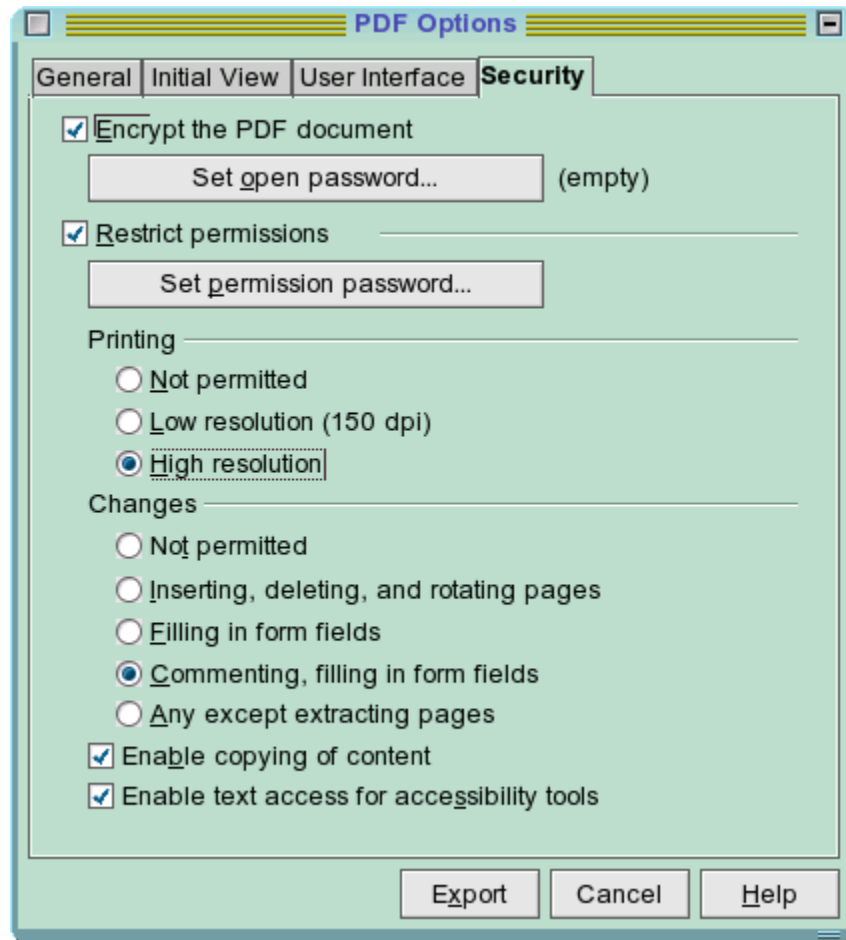 PDF Options
General Initial View User Interface Security
Encrypt the PDF document
Set open password... (empty)
Restrict permissions
Set permission password...
Printing
Not permitted
Low resolution (150 dpi)
High resolution
Changes
Not permitted
Inserting, deleting, and rotating pages
Filling in form fields
Commenting, filling in form fields
Any except extracting pages
Enable copying of content
Enable text access for accessibility tools
Export Cancel Help